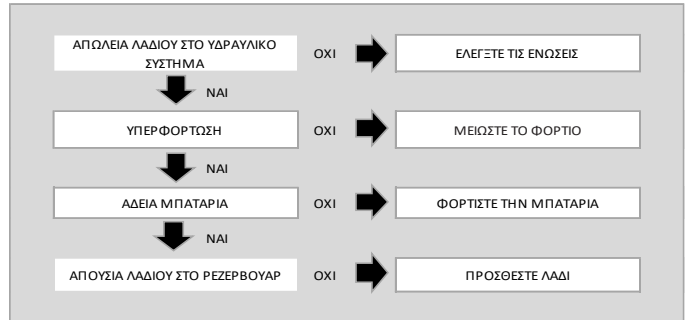 ΑΠΩΛΕΙΑ ΛΑΔΙΟΥ ΣΤΟ ΥΔΡΑΥΛΙΚΟ
ΣΥΣΤΗΜΑ
ΟΧΙ
ΕΛΕΓΞΤΕ ΤΙΣ ΕΝΩΣΕΙΣ
ΝΑΙ
ΥΠΕΡΦΟΡΤΩΣΗ
ΟΧΙ
ΜΕΙΩΣΤΕ ΤΟ ΦΟΡΤΙΟ
ΝΑΙ
ΑΔΕΙΑ ΜΠΑΤΑΡΙΑ
ΟΧΙ
ΦΟΡΤΙΣΤΕ ΤΗΝ ΜΠΑΤΑΡΙΑ
ΝΑΙ
ΑΠΟΥΣΙΑ ΛΑΔΙΟΥ ΣΤΟ ΡΕΖΕΡΒΟΥΑΡ
ΟΧΙ
ΠΡΟΣΘΕΣΤΕ ΛΑΔΙ